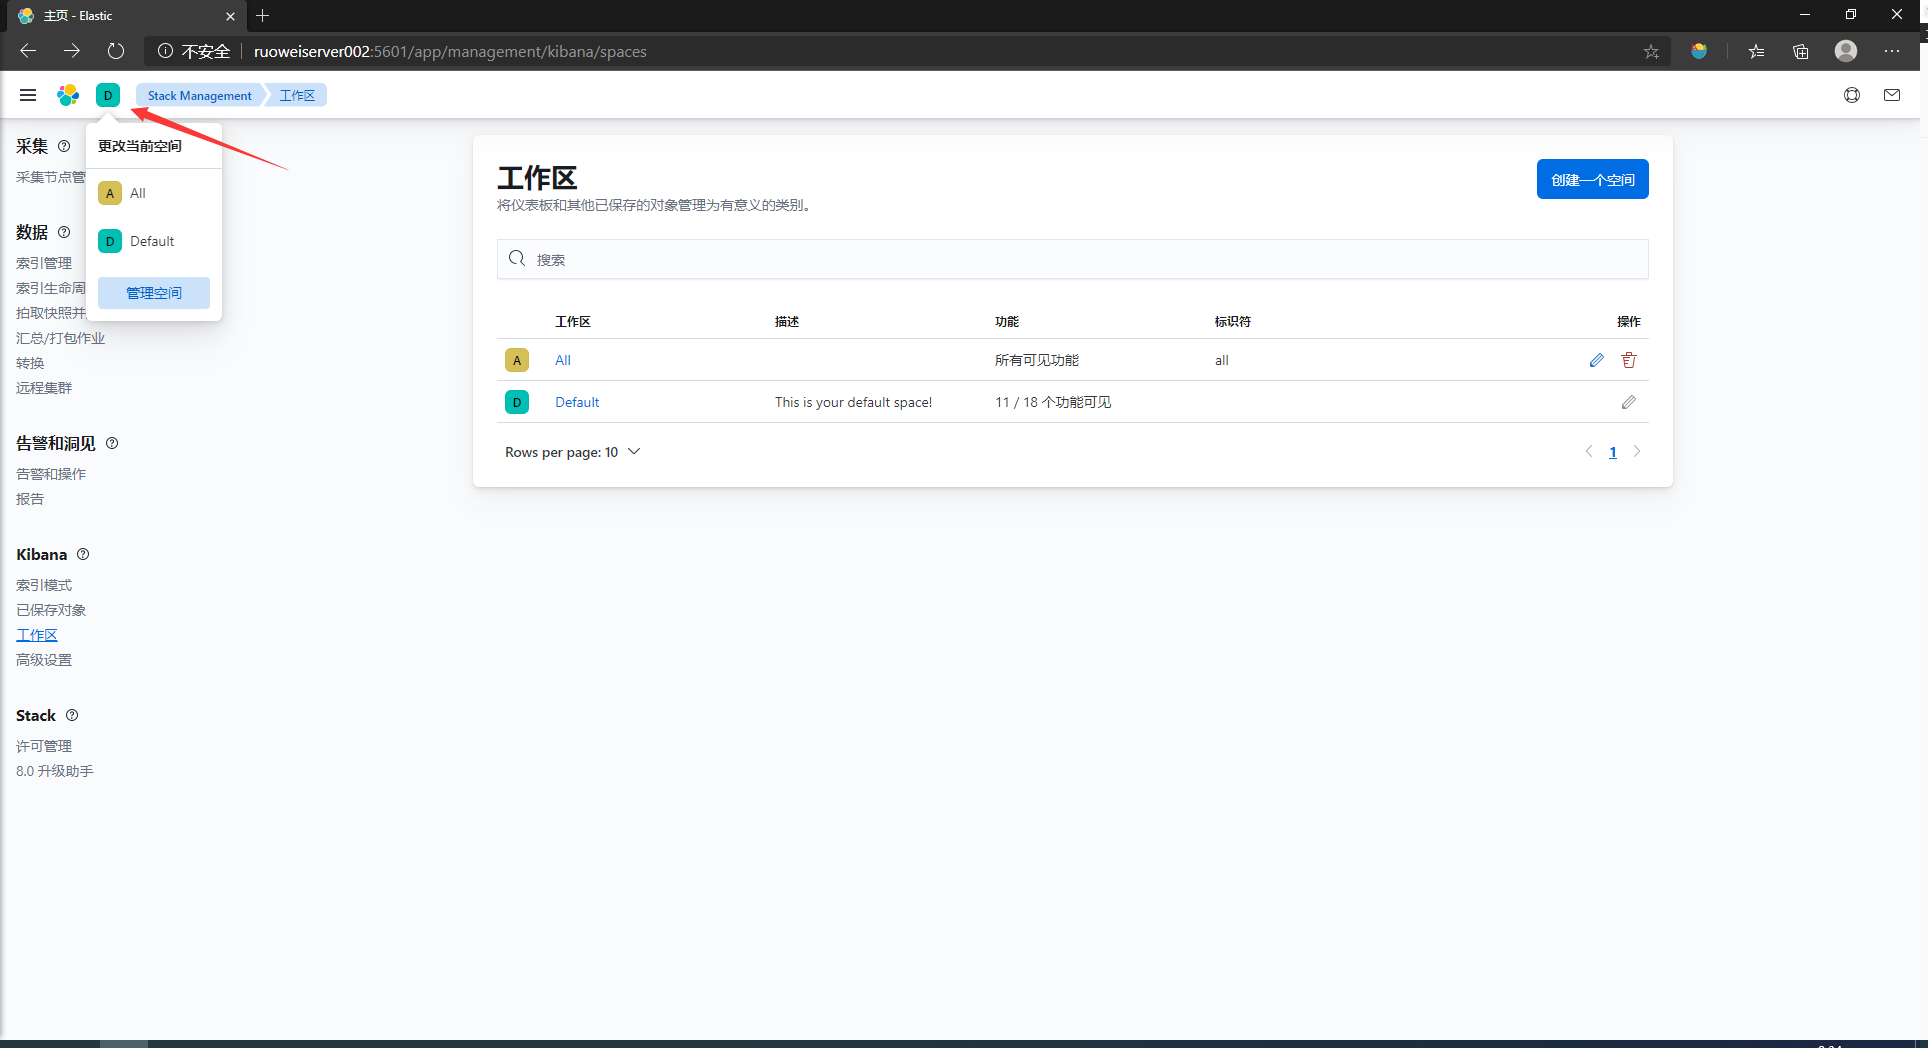 主页 - Elastic
不安全 ruoweiserver002:5601/app/management/kibana/spaces
D Stack Management 工作区
更改当前空间
A All
D Default
管理空间
采集
采集节点管
数据
索引管理
索引生命周
拍取快照并
汇总/打包作业
转换
远程集群
告警和洞见
告警和操作
报告
Kibana
索引模式
已保存对象
工作区
高级设置
Stack
许可管理
8.0 升级助手
工作区
创建一个空间
将仪表板和其他已保存的对象管理为有意义的类别。
搜索
工作区 描述 功能 标识符 操作
A All 所有可见功能 all
D Default This is your default space! 11 / 18 个功能可见
Rows per page: 10 1